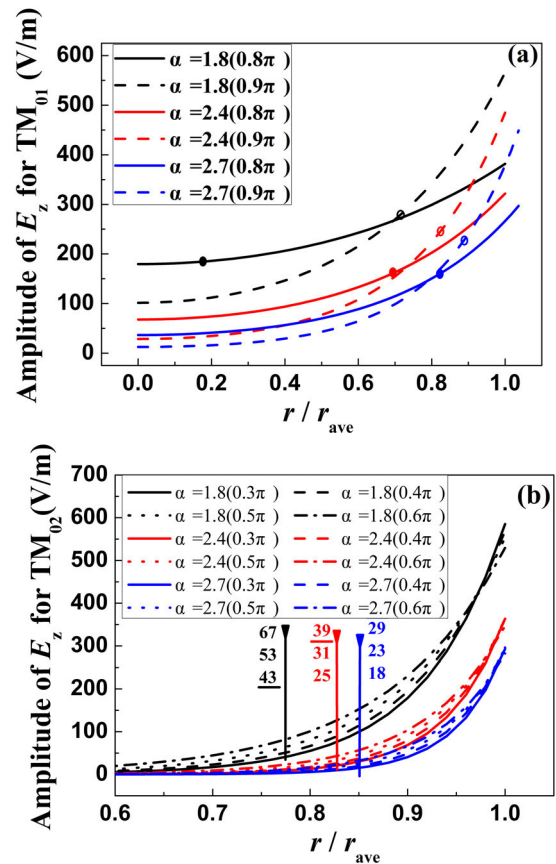 (a)
α =1.8(0.8π )
α =1.8(0.9π )
α =2.4(0.8π )
α =2.4(0.9π )
α =2.7(0.8π )
α =2.7(0.9π )
Amplitude of E_z for TM_01 (V/m)
600
500
400
300
200
100
0
0.0 0.2 0.4 0.6 0.8 1.0
r / r_ave
(b)
α =1.8(0.3π) α =1.8(0.4π)
α =1.8(0.5π) α =1.8(0.6π)
α =2.4(0.3π) α =2.4(0.4π)
α =2.4(0.5π) α =2.4(0.6π)
α =2.7(0.3π) α =2.7(0.4π)
α =2.7(0.5π) α =2.7(0.6π)
67 39 29
53 31 23
43 25 18
Amplitude of E_z for TM_02(V/m)
700
600
500
400
300
200
100
0
0.6 0.7 0.8 0.9 1.0
r / r_ave